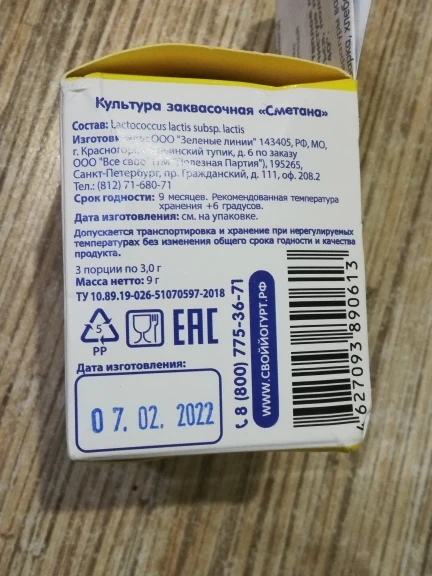 Культура заквасочная «Сметана»
Состав: Lactococcus lactis subsp. lactis
ООО "Зеленые линии" 143405, РФ, МО,
г. тупик, д. 6 по заказу
ООО "Все Партия"), 195265,
Санкт-Петербург, пр. Гражданский, д. 111, оф. 208.2
Тел.: (812) 71-680-71
Срок годности: 9 месяцев. Рекомендованная температура
хранения +6 градусов.
Дата изготовления: см. на упаковке.
Допускается транспортировка и хранение при нерегулируемых
температурах без изменения общего срока годности и качества
продукта.
3 порции по 3,0 г
Масса нетто: 9 г
ТУ 10.89.19-026-51070597-2018
5
PP
EAC
Дата изготовления:
07. 02. 2022
8 (800) 775-36-71
WWW.СВОЙЙОГУРТ.РФ
4627093890613